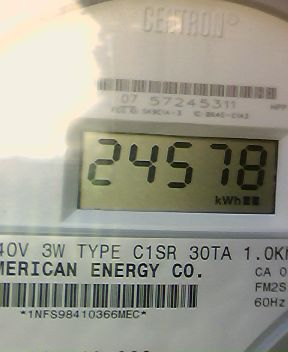 CENTRON®
07 57245311
24578
kWh
40V 3W TYPE C1SR 30TA 1.0K
MERICAN ENERGY CO.
CA 0
FM2S
60Hz
*1NFS98410366MEC*